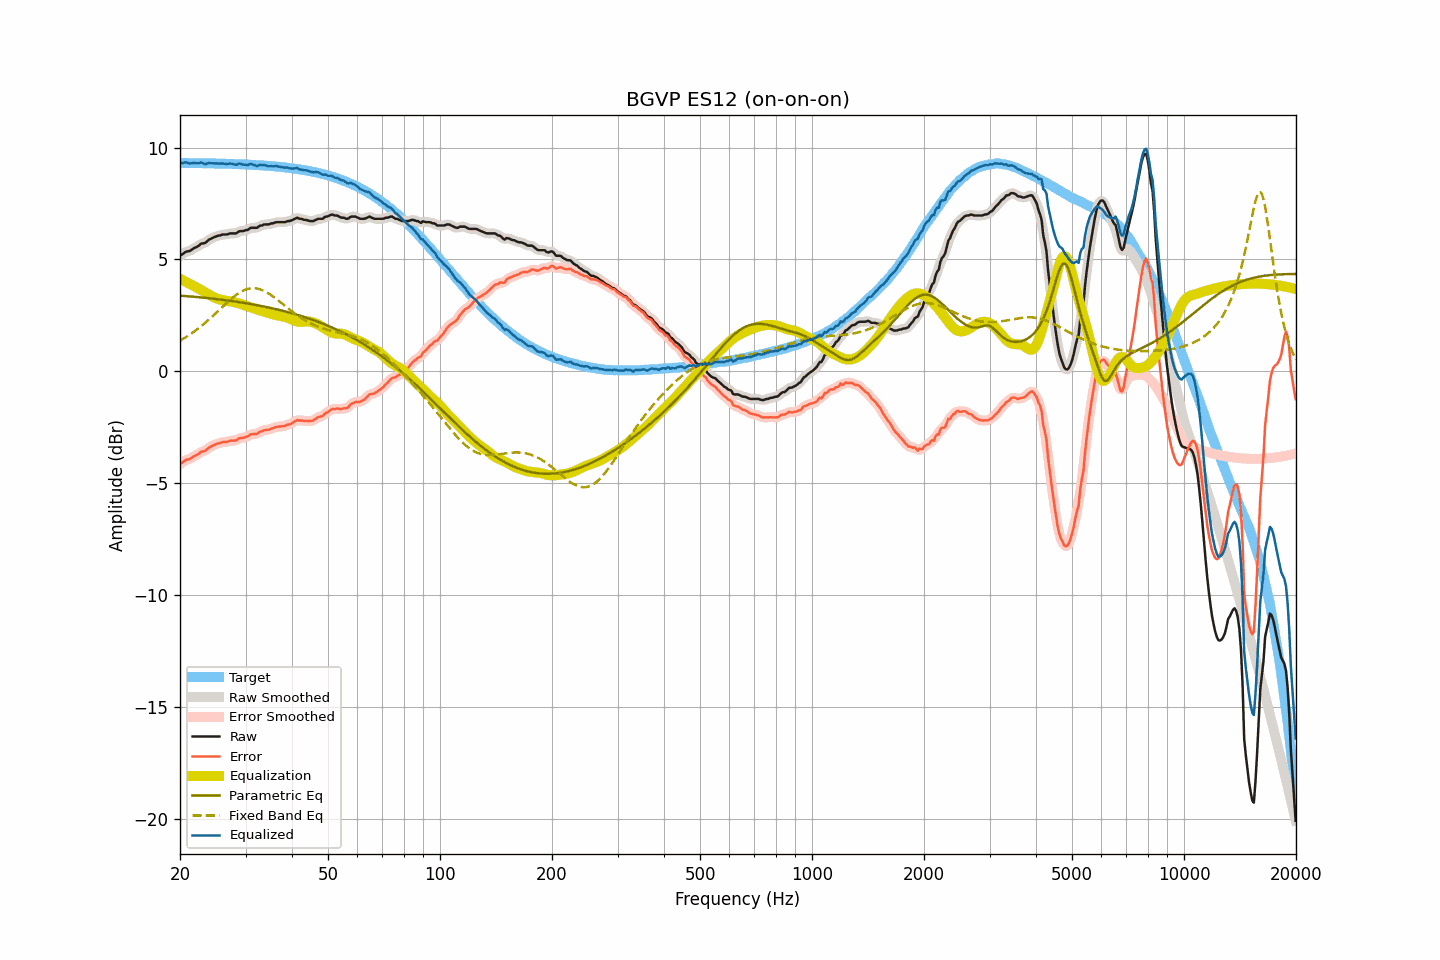 BGVP ES12 (on-on-on)
Amplitude (dBr)
10
5
0
−5
−10
−15
−20
Target
Raw Smoothed
Error Smoothed
Raw
Error
Equalization
Parametric Eq
Fixed Band Eq
Equalized
20 50 100 200 500 1000 2000 5000 10000 20000
Frequency (Hz)